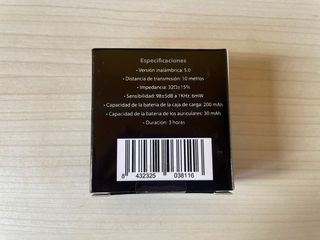 Especificaciones
• Versión inalámbrica: 5.0
• Distancia de transmisión: 10 metros
• Impedancia: 32Ω±15%
• Sensibilidad: 98±5dB a 1KHz, 6mW
• Capacidad de la batería de la caja de carga: 200 mAh
• Capacidad de la batería de los auriculares: 30 mAh
• Duración: 3 horas
8 432325 038116